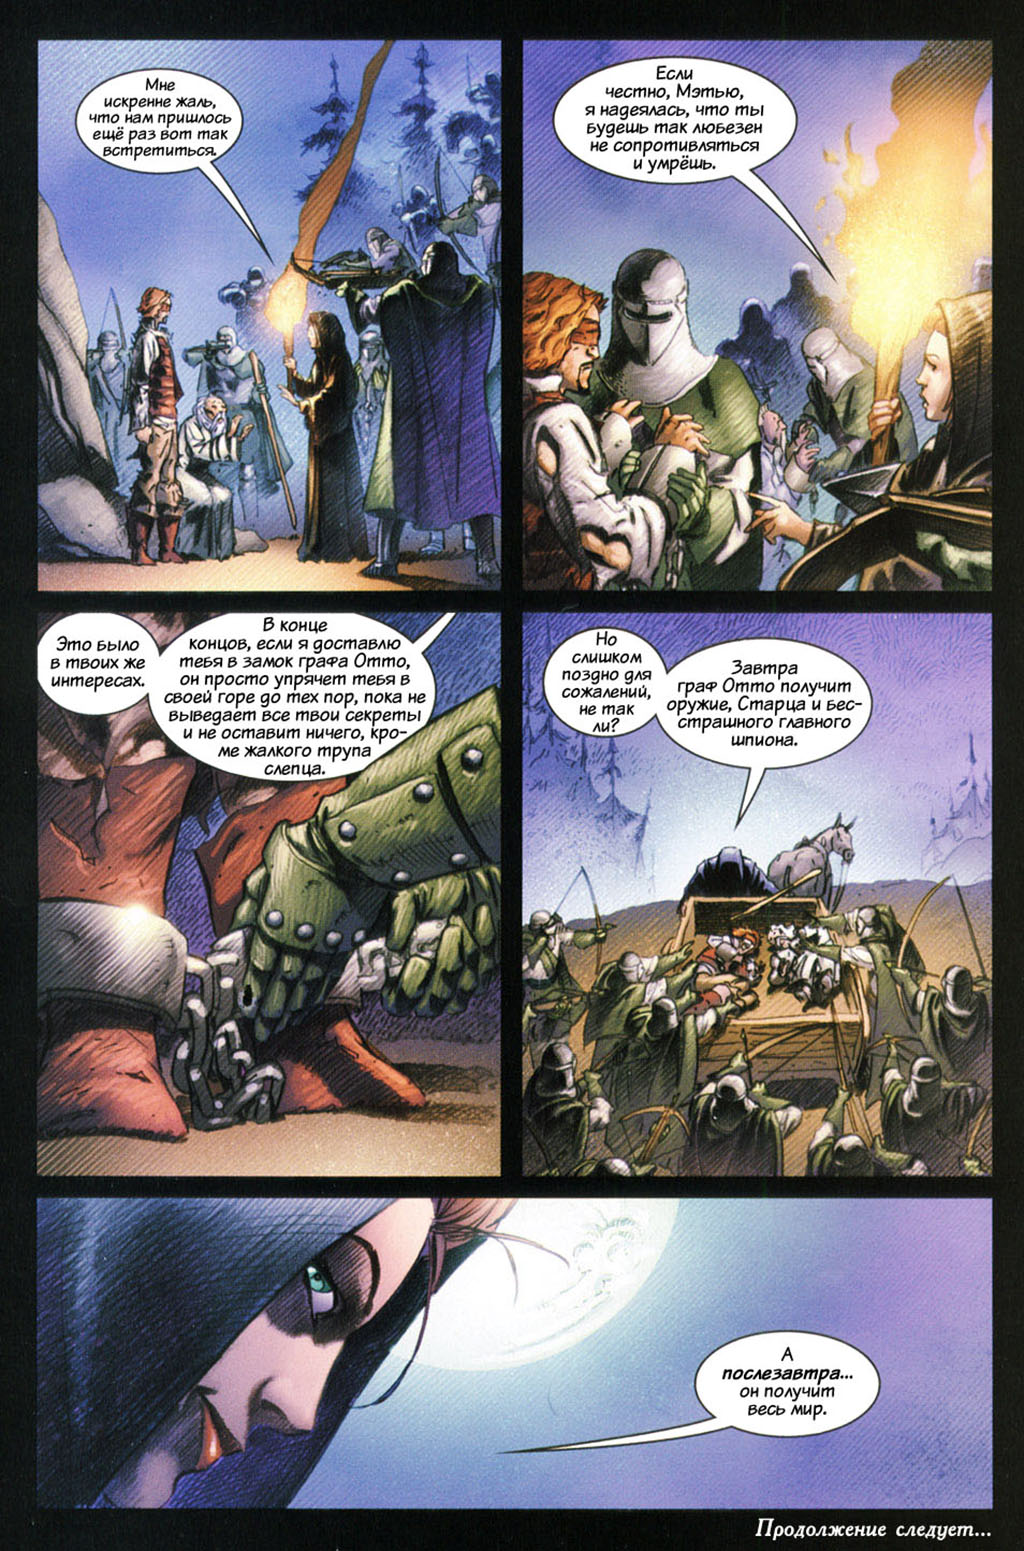 Мне
искренне жаль,
что нам пришлось
ещё раз вот так
встретиться.
Если
честно, Мэтью,
я надеялась, что ты
будешь так любезен
не сопротивляться
и умрёшь.
Это было
в твоих же
интересах.
В конце
концов, если я доставлю
тебя в замок графа Отто,
он просто упрячет тебя в
своей горе до тех пор, пока не
выведает все твои секреты
и не оставит ничего, кро-
ме жалкого трупа
слепца.
Но
слишком
поздно для
сожалений,
не так
ли?
Завтра
граф Отто получит
оружие, Старца и бес-
страшного главного
шпиона.
А
послезавтра...
он получит
весь мир.
Продолжение следует...